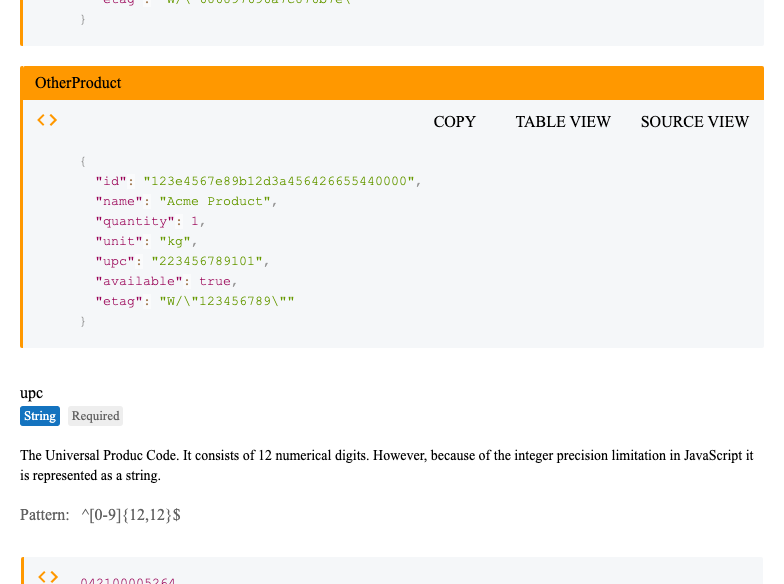 }
OtherProduct
<> COPY TABLE VIEW SOURCE VIEW
{
"id": "123e4567e89b12d3a456426655440000",
"name": "Acme Product",
"quantity": 1,
"unit": "kg",
"upc": "223456789101",
"available": true,
"etag": "W/\"123456789\""
}
upc
String Required
The Universal Produc Code. It consists of 12 numerical digits. However, because of the integer precision limitation in JavaScript it
is represented as a string.
Pattern: ^[0-9]{12,12}$
<> 042100005264